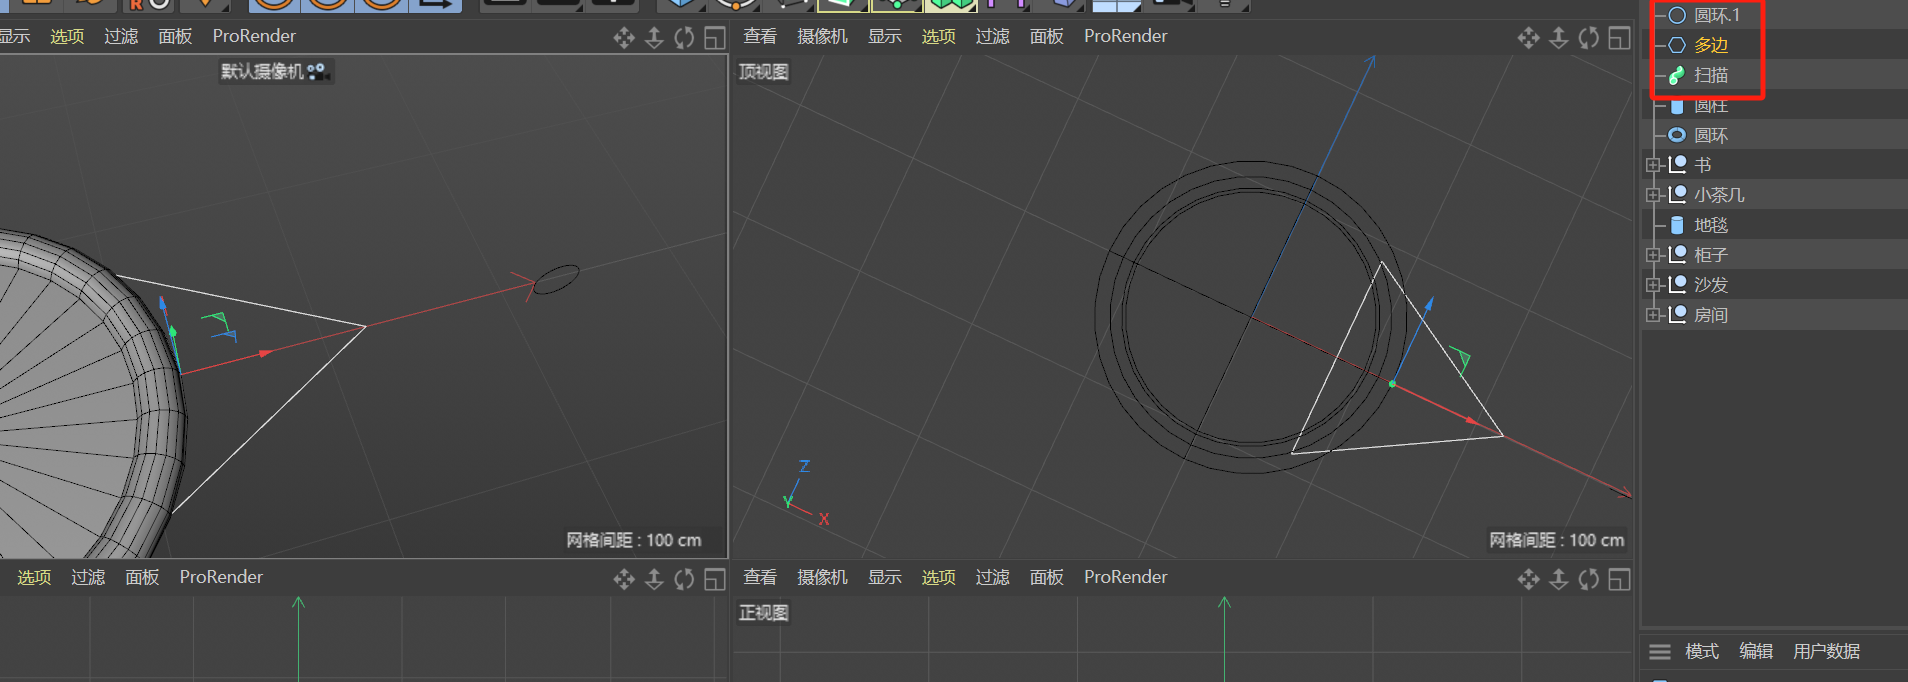 显示 选项 过滤 面板 ProRender
默认摄像机
网格间距 : 100 cm
查看 摄像机 显示 选项 过滤 面板 ProRender
顶视图
Z
Y
X
网格间距 : 100 cm
选项 过滤 面板 ProRender
查看 摄像机 显示 选项 过滤 面板 ProRender
正视图
圆环.1
多边
扫描
圆柱
圆环
书
小茶几
地毯
柜子
沙发
房间
模式 编辑 用户数据